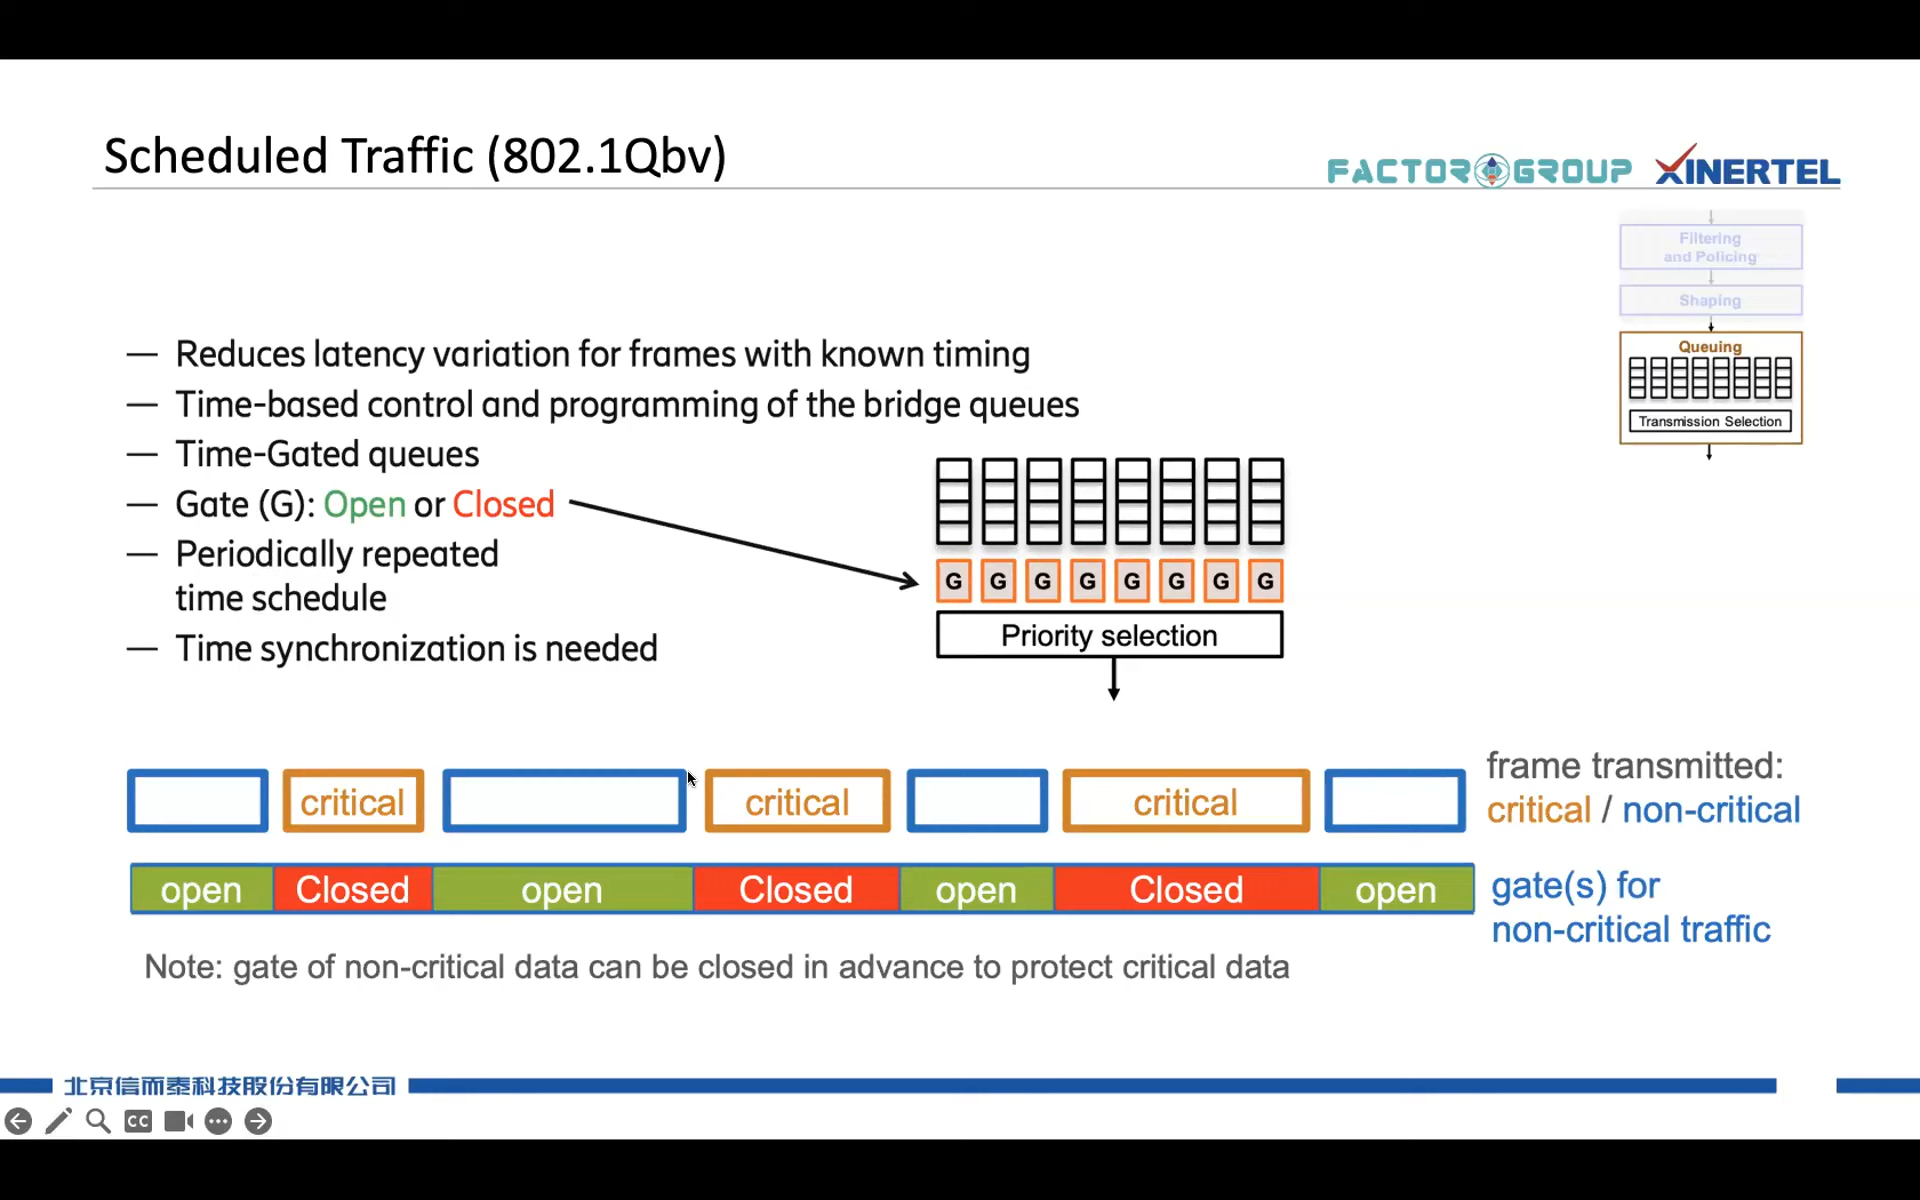 Scheduled Traffic (802.1Qbv)
FACTOR GROUP
XINERTEL
Filtering
and Policing
Shaping
Queuing
Transmission Selection
— Reduces latency variation for frames with known timing
— Time-based control and programming of the bridge queues
— Time-Gated queues
— Gate (G): Open or Closed
— Periodically repeated
time schedule
— Time synchronization is needed
G G G G G G G G
Priority selection
critical critical critical
frame transmitted:
critical / non-critical
open Closed open Closed open Closed open
gate(s) for
non-critical traffic
Note: gate of non-critical data can be closed in advance to protect critical data
北京信而泰科技股份有限公司
CC